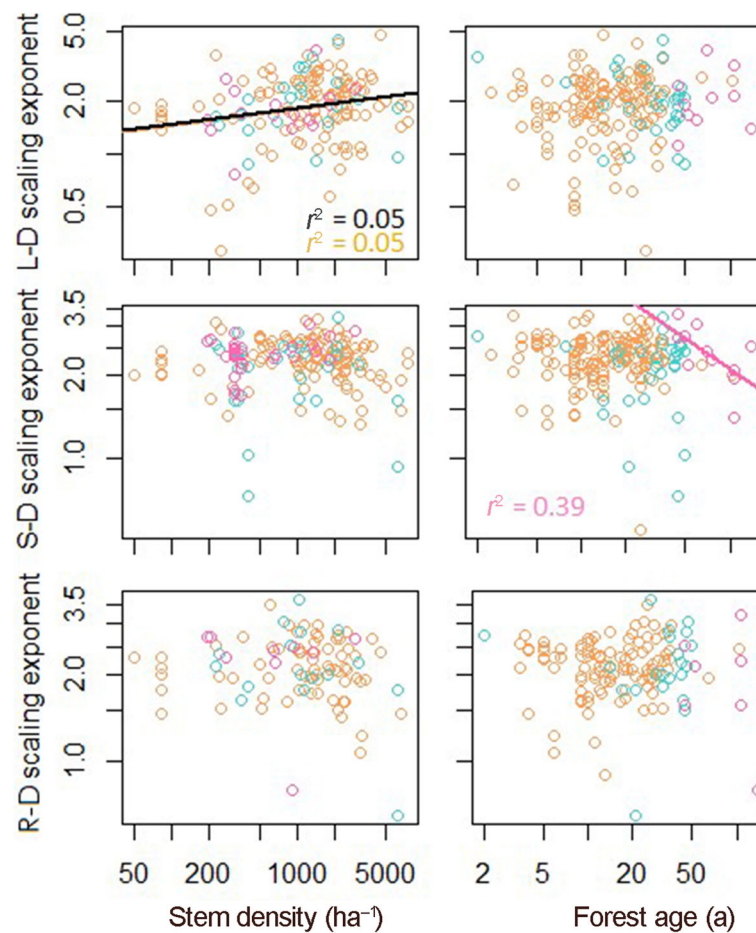 L-D scaling exponent
5.0
2.0
0.5
r² = 0.05
r² = 0.05
S-D scaling exponent
3.5
2.0
1.0
r² = 0.39
R-D scaling exponent
3.5
2.0
1.0
50 200 1000 5000
2 5 20 50
Stem density (ha⁻¹)
Forest age (a)